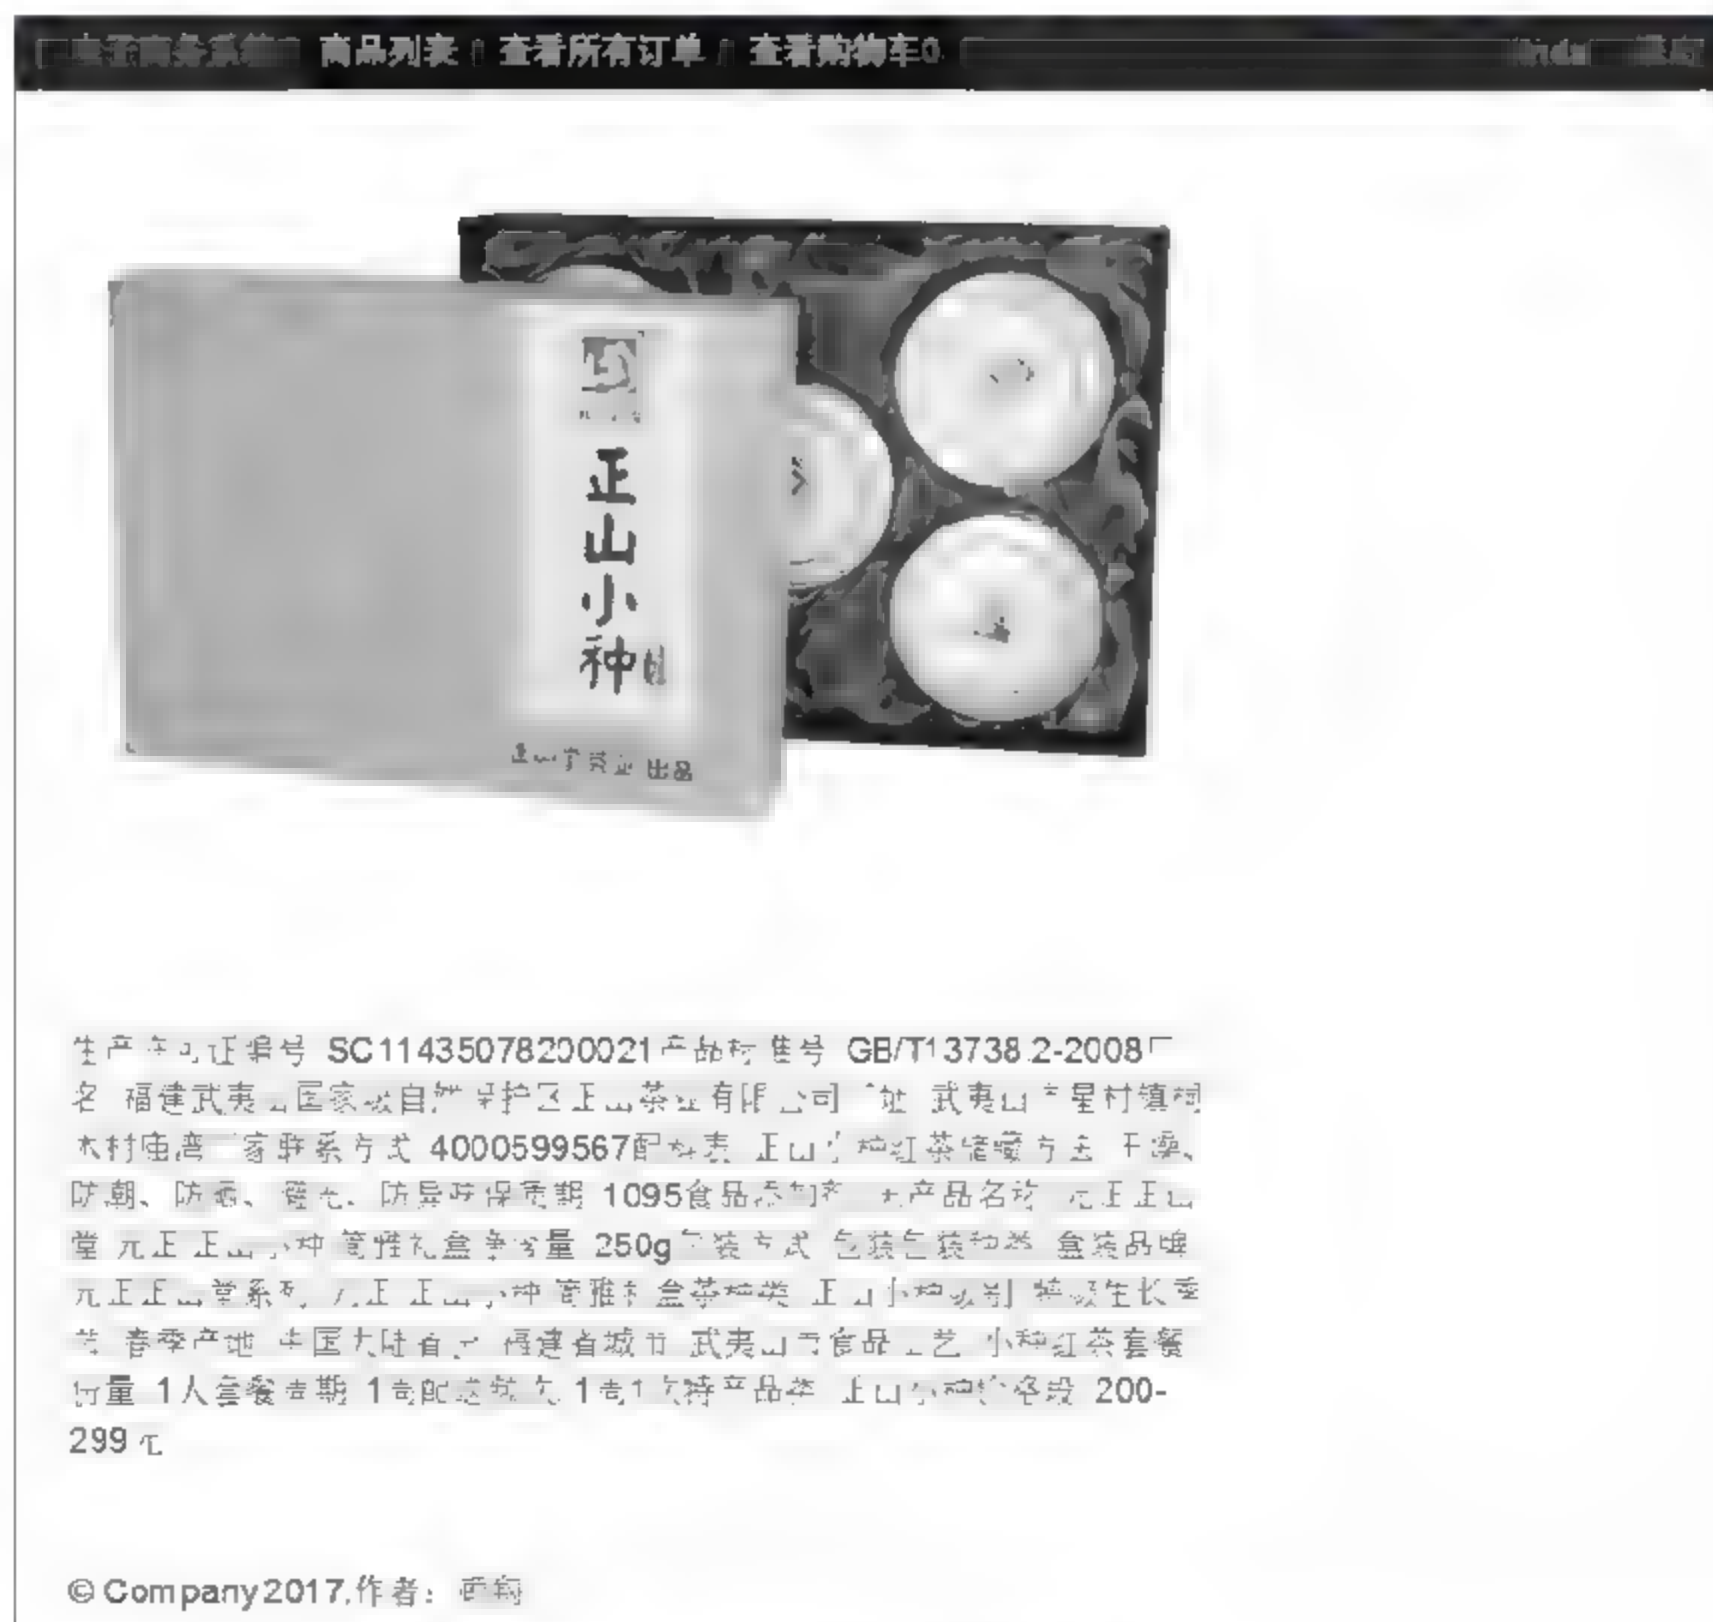 电子商务系统 商品列表 查看所有订单 查看购物车0
正山小种
出品
生产许可证编号 SC11435078200021产品标准号 GB/T13738.2-2008厂
名 福建武夷山国家级自然保护区正山茶业有限公司 厂址 武夷山市星村镇桐
木村庙湾厂家联系方式 4000599567配料表 正山小种红茶储藏方法 干燥、
防潮、防晒、避光、防异味保质期 1095食品添加剂 无产品名称 元正正山
堂 元正 正山小种 简雅礼盒净含量 250g包装方式 包装包装种类 盒装品牌
元正正山堂系列 元正 正山小种 简雅礼盒茶种类 正山小种级别 特级生长季
节 春季产地 中国大陆省份 福建省城市 武夷山市食品工艺 小种红茶套餐
份量 1人套餐周期 1周配送频次 1周1次特产品类 正山小种价格段 200-
299 元
© Company 2017.作者：